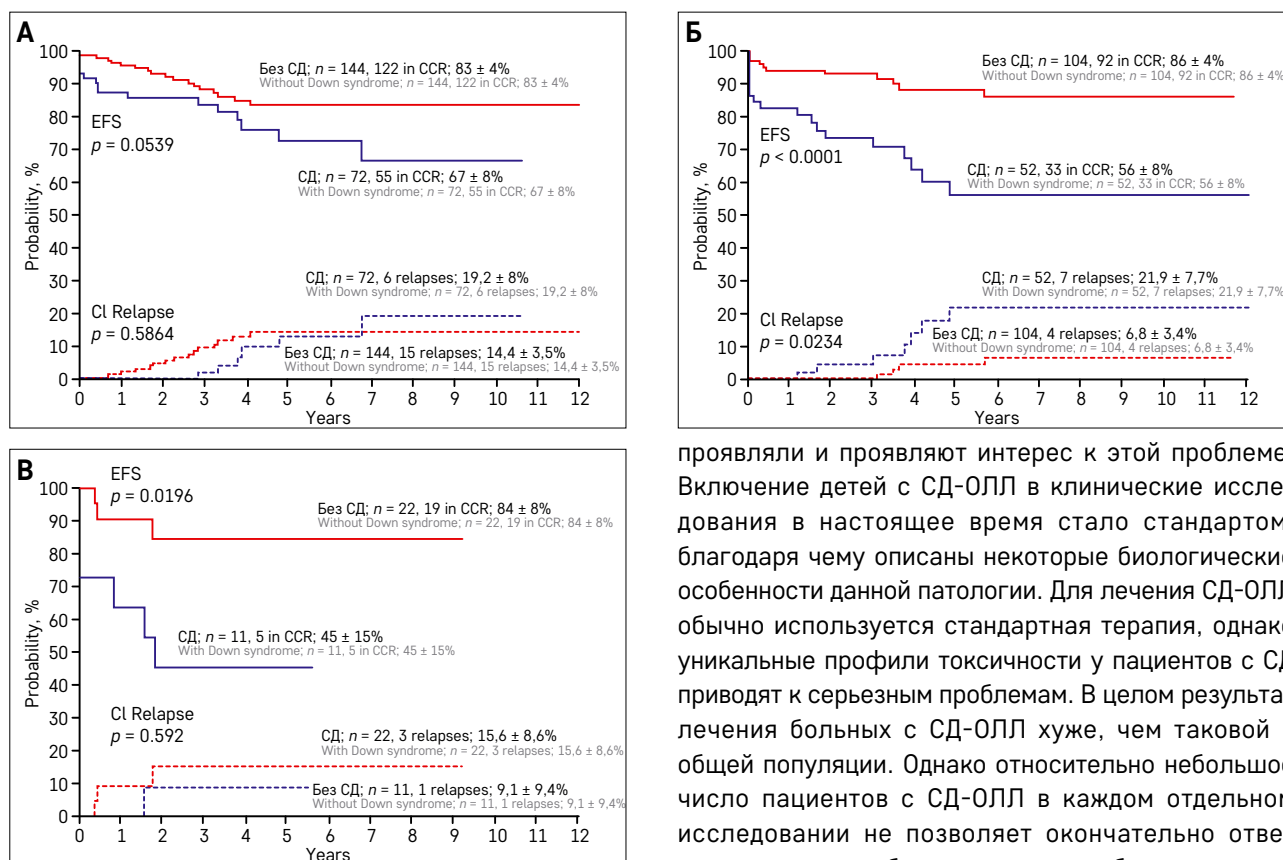 А
100
90
80
70
60
50
40
30
20
10
0
Probability, %
Без СД, n = 144, 122 in CCR; 83 ± 4%
Without Down syndrome; n = 144, 122 in CCR; 83 ± 4%
EFS
p = 0.0539
СД; n = 72, 55 in CCR; 67 ± 8%
With Down syndrome; n = 72, 55 in CCR; 67 ± 8%
СД; n = 72, 6 relapses; 19,2 ± 8%
With Down syndrome; n = 72, 6 relapses; 19,2 ± 8%
CI Relapse
p = 0.5864
Без СД; n = 144, 15 relapses; 14,4 ± 3,5%
Without Down syndrome; n = 144, 15 relapses; 14,4 ± 3,5%
0 1 2 3 4 5 6 7 8 9 10 11 12
Years
Б
100
90
80
70
60
50
40
30
20
10
0
Probability, %
Без СД; n = 104, 92 in CCR; 86 ± 4%
Without Down syndrome; n = 104, 92 in CCR; 86 ± 4%
EFS
p < 0.0001
СД; n = 52, 33 in CCR; 56 ± 8%
With Down syndrome; n = 52, 33 in CCR; 56 ± 8%
СД; n = 52, 7 relapses; 21,9 ± 7,7%
With Down syndrome; n = 52, 7 relapses; 21,9 ± 7,7%
CI Relapse
p = 0.0234
Без СД; n = 104, 4 relapses; 6,8 ± 3,4%
Without Down syndrome; n = 104, 4 relapses; 6,8 ± 3,4%
0 1 2 3 4 5 6 7 8 9 10 11 12
Years
В
100
90
80
70
60
50
40
30
20
10
0
Probability, %
EFS
p = 0.0196
Без СД; n = 22, 19 in CCR; 84 ± 8%
Without Down syndrome; n = 22, 19 in CCR; 84 ± 8%
СД; n = 11, 5 in CCR; 45 ± 15%
With Down syndrome; n = 11, 5 in CCR; 45 ± 15%
CI Relapse
p = 0.592
СД; n = 22, 3 relapses; 15,6 ± 8,6%
With Down syndrome; n = 22, 3 relapses; 15,6 ± 8,6%
Без СД; n = 11, 1 relapses; 9,1 ± 9,4%
Without Down syndrome; n = 11, 1 relapses; 9,1 ± 9,4%
0 1 2 3 4 5 6 7 8 9 10 11 12
Years
проявляли и проявляют интерес к этой проблеме
Включение детей с СД-ОЛЛ в клинические иссле
дования в настоящее время стало стандартом
благодаря чему описаны некоторые биологические
особенности данной патологии. Для лечения СД-ОЛЛ
обычно используется стандартная терапия, однако
уникальные профили токсичности у пациентов с СД
приводят к серьезным проблемам. В целом результа
лечения больных с СД-ОЛЛ хуже, чем таковой
общей популяции. Однако относительно небольшое
число пациентов с СД-ОЛЛ в каждом отдельном
исследовании не позволяет окончательно отве